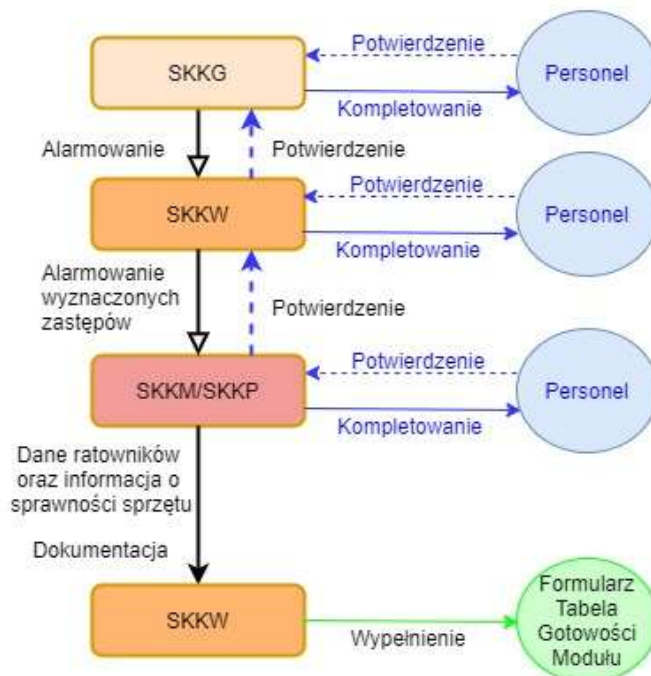 Potwierdzenie
SKKG
Personel
Kompletowanie
Alarmowanie
Potwierdzenie
Potwierdzenie
SKKW
Personel
Kompletowanie
Alarmowanie
wyznaczonych
zastępów
Potwierdzenie
Potwierdzenie
SKKM/SKKP
Personel
Kompletowanie
Dane ratowników
oraz informacja o
sprawności sprzętu
Dokumentacja
SKKW
Wypełnienie
Formularz
Tabela
Gotowości
Modułu